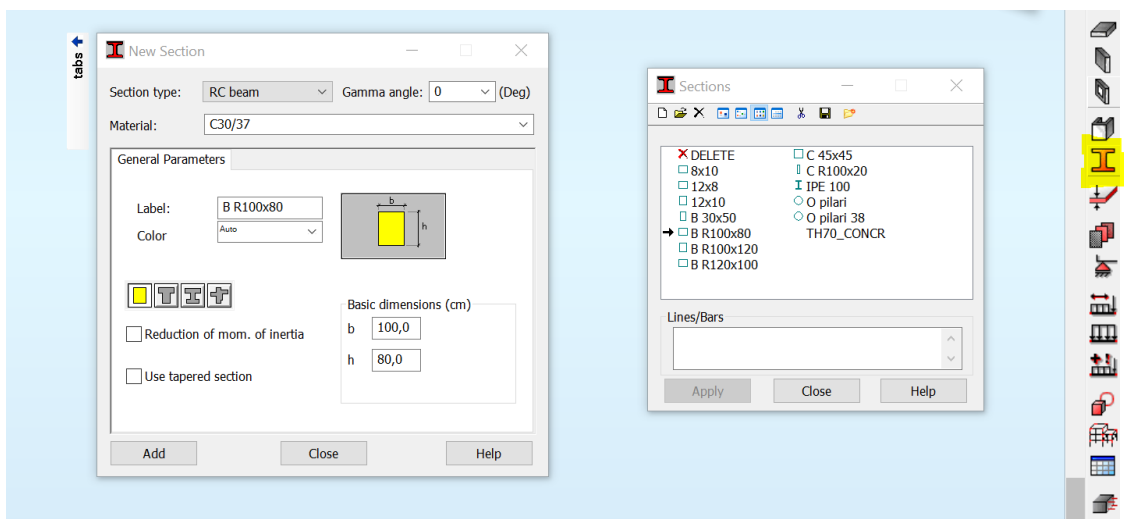 tabs
New Section
Section type: RC beam Gamma angle: 0 (Deg)
Material: C30/37
General Parameters
Label: B R100x80
Color Auto
b
h
Reduction of mom. of inertia
Use tapered section
Basic dimensions (cm)
b 100,0
h 80,0
Add Close Help
Sections
DELETE
8x10
12x8
12x10
B 30x50
B R100x80
B R100x120
B R120x100
C 45x45
C R100x20
IPE 100
O pilari
O pilari 38
TH70_CONCR
Lines/Bars
Apply Close Help